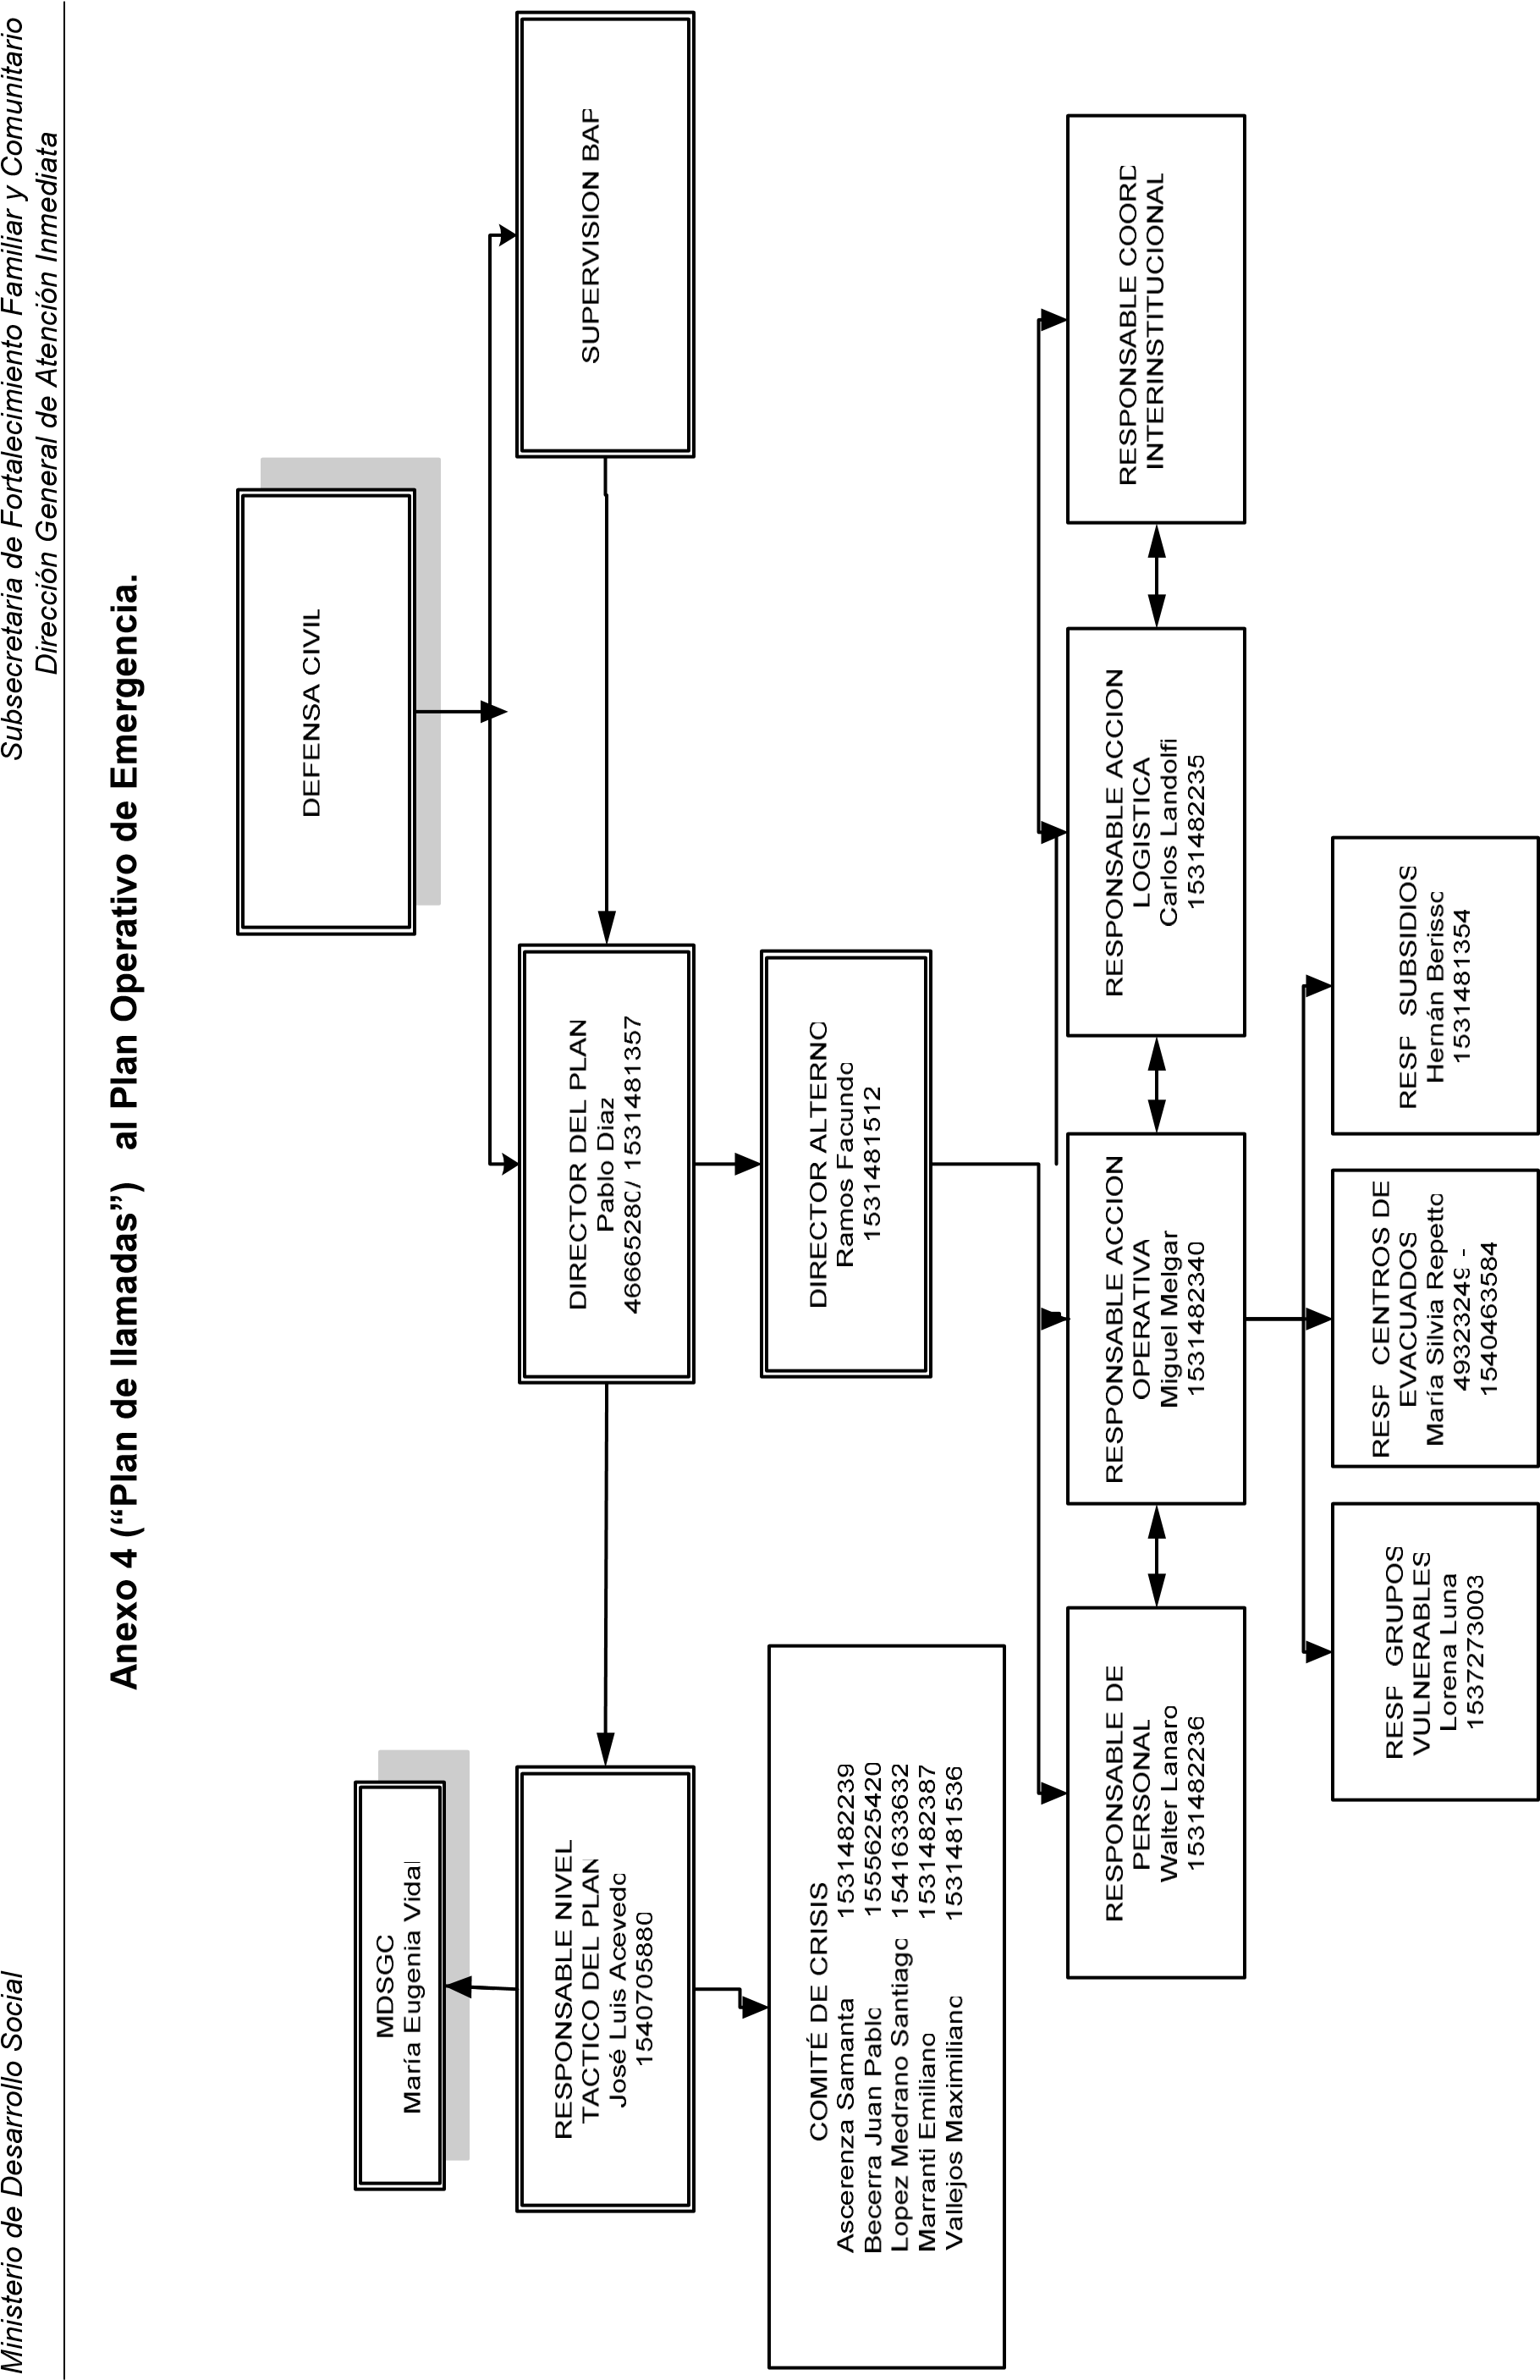 Ministerio de Desarrollo Social
Subsecretaria de Fortalecimiento Familiar y Comunitario
Dirección General de Atención Inmediata
Anexo 4 (“Plan de llamadas”) al Plan Operativo de Emergencia.
DEFENSA CIVIL
MDSGC
María Eugenia Vidal
RESPONSABLE NIVEL
TACTICO DEL PLAN
José Luis Acevedo
1540705880
DIRECTOR DEL PLAN
Pablo Diaz
46665280/ 1531481357
SUPERVISION BAP
COMITÉ DE CRISIS
Ascerenza Samanta 1531482239
Becerra Juan Pablo 1555625420
Lopez Medrano Santiago 1541633632
Marranti Emiliano 1531482387
Vallejos Maximiliano 1531481536
DIRECTOR ALTERNO
Ramos Facundo
1531481512
RESPONSABLE DE
PERSONAL
Walter Lanaro
1531482236
RESPONSABLE ACCION
OPERATIVA
Miguel Melgar
1531482340
RESPONSABLE ACCION
LOGISTICA
Carlos Landolfi
1531482235
RESPONSABLE COORD
INTERINSTITUCIONAL
RESP GRUPOS
VULNERABLES
Lorena Luna
1537273003
RESP CENTROS DE
EVACUADOS
María Silvia Repetto
49323249 -
1540463584
RESP SUBSIDIOS
Hernán Berisso
1531481354